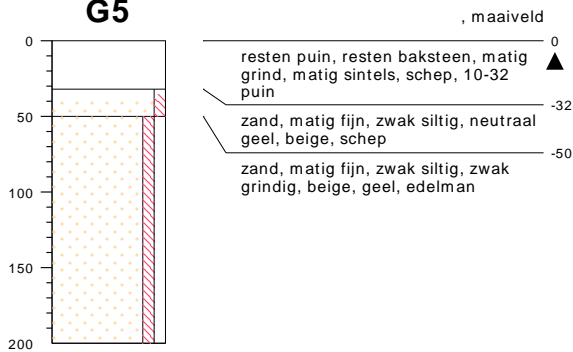 G5
, maaiveld
0
0
resten puin, resten baksteen, matig
grind, matig sintels, schep, 10-32
puin
-32
zand, matig fijn, zwak siltig, neutraal
geel, beige, schep
50
-50
zand, matig fijn, zwak siltig, zwak
grindig, beige, geel, edelman
100
150
200